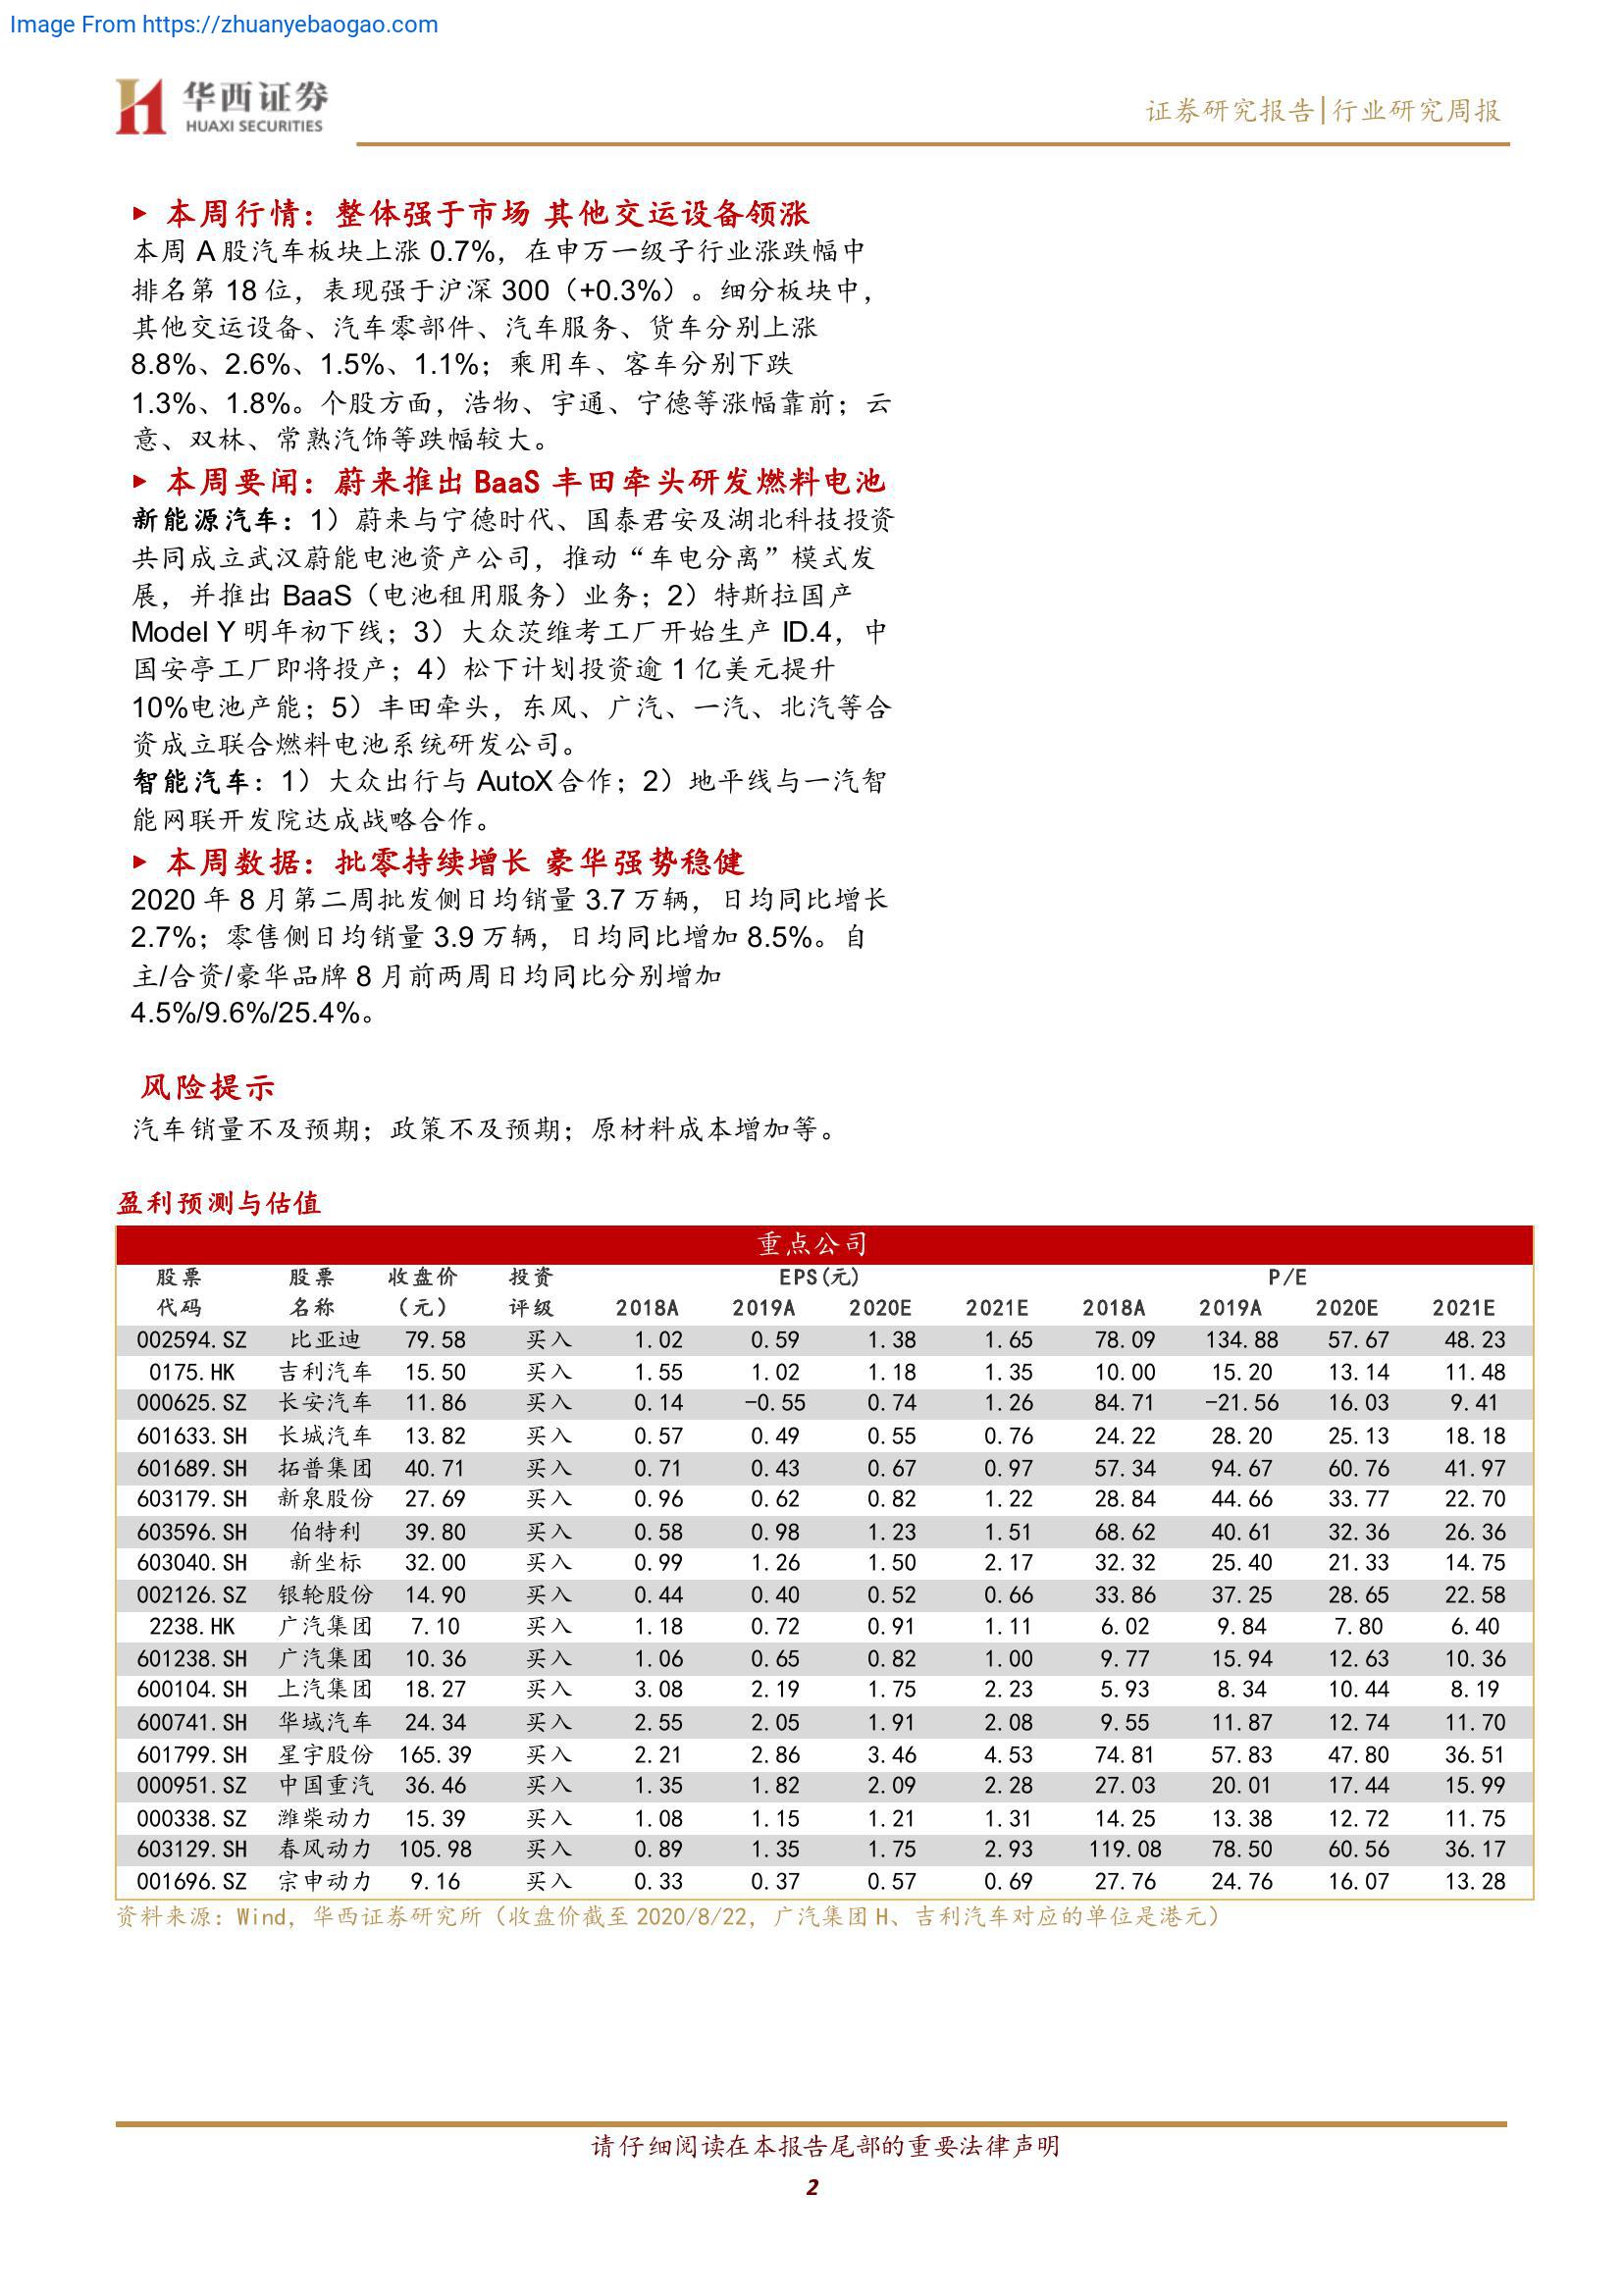 Image From https://zhuanyebaogao.com
华西证券
HUAXI SECURITIES
证券研究报告|行业研究周报
▶ 本周行情：整体强于市场 其他交运设备领涨
本周 A 股汽车板块上涨 0.7%，在申万一级子行业涨跌幅中
排名第 18 位，表现强于沪深 300（+0.3%）。细分板块中，
其他交运设备、汽车零部件、汽车服务、货车分别上涨
8.8%、2.6%、1.5%、1.1%；乘用车、客车分别下跌
1.3%、1.8%。个股方面，浩物、宇通、宁德等涨幅靠前；云
意、双林、常熟汽饰等跌幅较大。
▶ 本周要闻：蔚来推出 BaaS 丰田牵头研发燃料电池
新能源汽车：1）蔚来与宁德时代、国泰君安及湖北科技投资
共同成立武汉蔚能电池资产公司，推动“车电分离”模式发
展，并推出 BaaS（电池租用服务）业务；2）特斯拉国产
Model Y 明年初下线；3）大众茨维考工厂开始生产 ID.4，中
国安亭工厂即将投产；4）松下计划投资逾 1 亿美元提升
10%电池产能；5）丰田牵头，东风、广汽、一汽、北汽等合
资成立联合燃料电池系统研发公司。
智能汽车：1）大众出行与 AutoX 合作；2）地平线与一汽智
能网联开发院达成战略合作。
▶ 本周数据：批零持续增长 豪华强势稳健
2020 年 8 月第二周批发侧日均销量 3.7 万辆，日均同比增长
2.7%；零售侧日均销量 3.9 万辆，日均同比增加 8.5%。自
主/合资/豪华品牌 8 月前两周日均同比分别增加
4.5%/9.6%/25.4%。
风险提示
汽车销量不及预期；政策不及预期；原材料成本增加等。
盈利预测与估值
重点公司
股票 股票 收盘价 投资 EPS(元) P/E
代码 名称 （元） 评级 2018A 2019A 2020E 2021E 2018A 2019A 2020E 2021E
002594.SZ 比亚迪 79.58 买入 1.02 0.59 1.38 1.65 78.09 134.88 57.67 48.23
0175.HK 吉利汽车 15.50 买入 1.55 1.02 1.18 1.35 10.00 15.20 13.14 11.48
000625.SZ 长安汽车 11.86 买入 0.14 -0.55 0.74 1.26 84.71 -21.56 16.03 9.41
601633.SH 长城汽车 13.82 买入 0.57 0.49 0.55 0.76 24.22 28.20 25.13 18.18
601689.SH 拓普集团 40.71 买入 0.71 0.43 0.67 0.97 57.34 94.67 60.76 41.97
603179.SH 新泉股份 27.69 买入 0.96 0.62 0.82 1.22 28.84 44.66 33.77 22.70
603596.SH 伯特利 39.80 买入 0.58 0.98 1.23 1.51 68.62 40.61 32.36 26.36
603040.SH 新坐标 32.00 买入 0.99 1.26 1.50 2.17 32.32 25.40 21.33 14.75
002126.SZ 银轮股份 14.90 买入 0.44 0.40 0.52 0.66 33.86 37.25 28.65 22.58
2238.HK 广汽集团 7.10 买入 1.18 0.72 0.91 1.11 6.02 9.84 7.80 6.40
601238.SH 广汽集团 10.36 买入 1.06 0.65 0.82 1.00 9.77 15.94 12.63 10.36
600104.SH 上汽集团 18.27 买入 3.08 2.19 1.75 2.23 5.93 8.34 10.44 8.19
600741.SH 华域汽车 24.34 买入 2.55 2.05 1.91 2.08 9.55 11.87 12.74 11.70
601799.SH 星宇股份 165.39 买入 2.21 2.86 3.46 4.53 74.81 57.83 47.80 36.51
000951.SZ 中国重汽 36.46 买入 1.35 1.82 2.09 2.28 27.03 20.01 17.44 15.99
000338.SZ 潍柴动力 15.39 买入 1.08 1.15 1.21 1.31 14.25 13.38 12.72 11.75
603129.SH 春风动力 105.98 买入 0.89 1.35 1.75 2.93 119.08 78.50 60.56 36.17
001696.SZ 宗申动力 9.16 买入 0.33 0.37 0.57 0.69 27.76 24.76 16.07 13.28
资料来源：Wind，华西证券研究所（收盘价截至 2020/8/22, 广汽集团 H、吉利汽车对应的单位是港元）
请仔细阅读在本报告尾部的重要法律声明
2